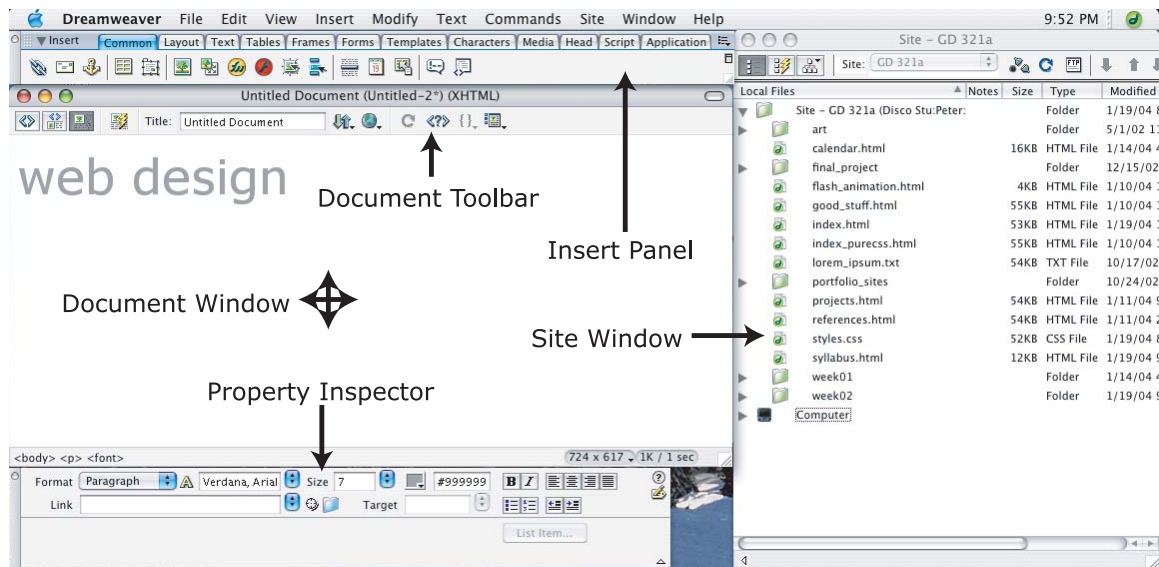 Dreamweaver File Edit View Insert Modify Text Commands Site Window Help 9:52 PM
Insert Common Layout Text Tables Frames Forms Templates Characters Media Head Script Application
Untitled Document (Untitled-2*) (XHTML)
Title: Untitled Document
web design
Document Toolbar
Insert Panel
Document Window
Site Window
Property Inspector
<body> <p> <font> 724 x 617 1K / 1 sec
Format Paragraph Verdana, Arial Size 7 #999999 B I
Link Target
List Item...
Site – GD 321a
Site: GD 321a FTP
Local Files Notes Size Type Modified
Site – GD 321a (Disco Stu:Peter: Folder 1/19/04
art Folder 5/1/02
calendar.html 16KB HTML File 1/14/04
final_project Folder 12/15/02
flash_animation.html 4KB HTML File 1/10/04
good_stuff.html 55KB HTML File 1/10/04
index.html 53KB HTML File 1/19/04
index_purecss.html 55KB HTML File 1/10/04
lorem_ipsum.txt 54KB TXT File 10/17/02
portfolio_sites Folder 10/24/02
projects.html 54KB HTML File 1/11/04
references.html 54KB HTML File 1/11/04
styles.css 52KB CSS File 1/19/04
syllabus.html 12KB HTML File 1/19/04
week01 Folder 1/14/04
week02 Folder 1/19/04
Computer